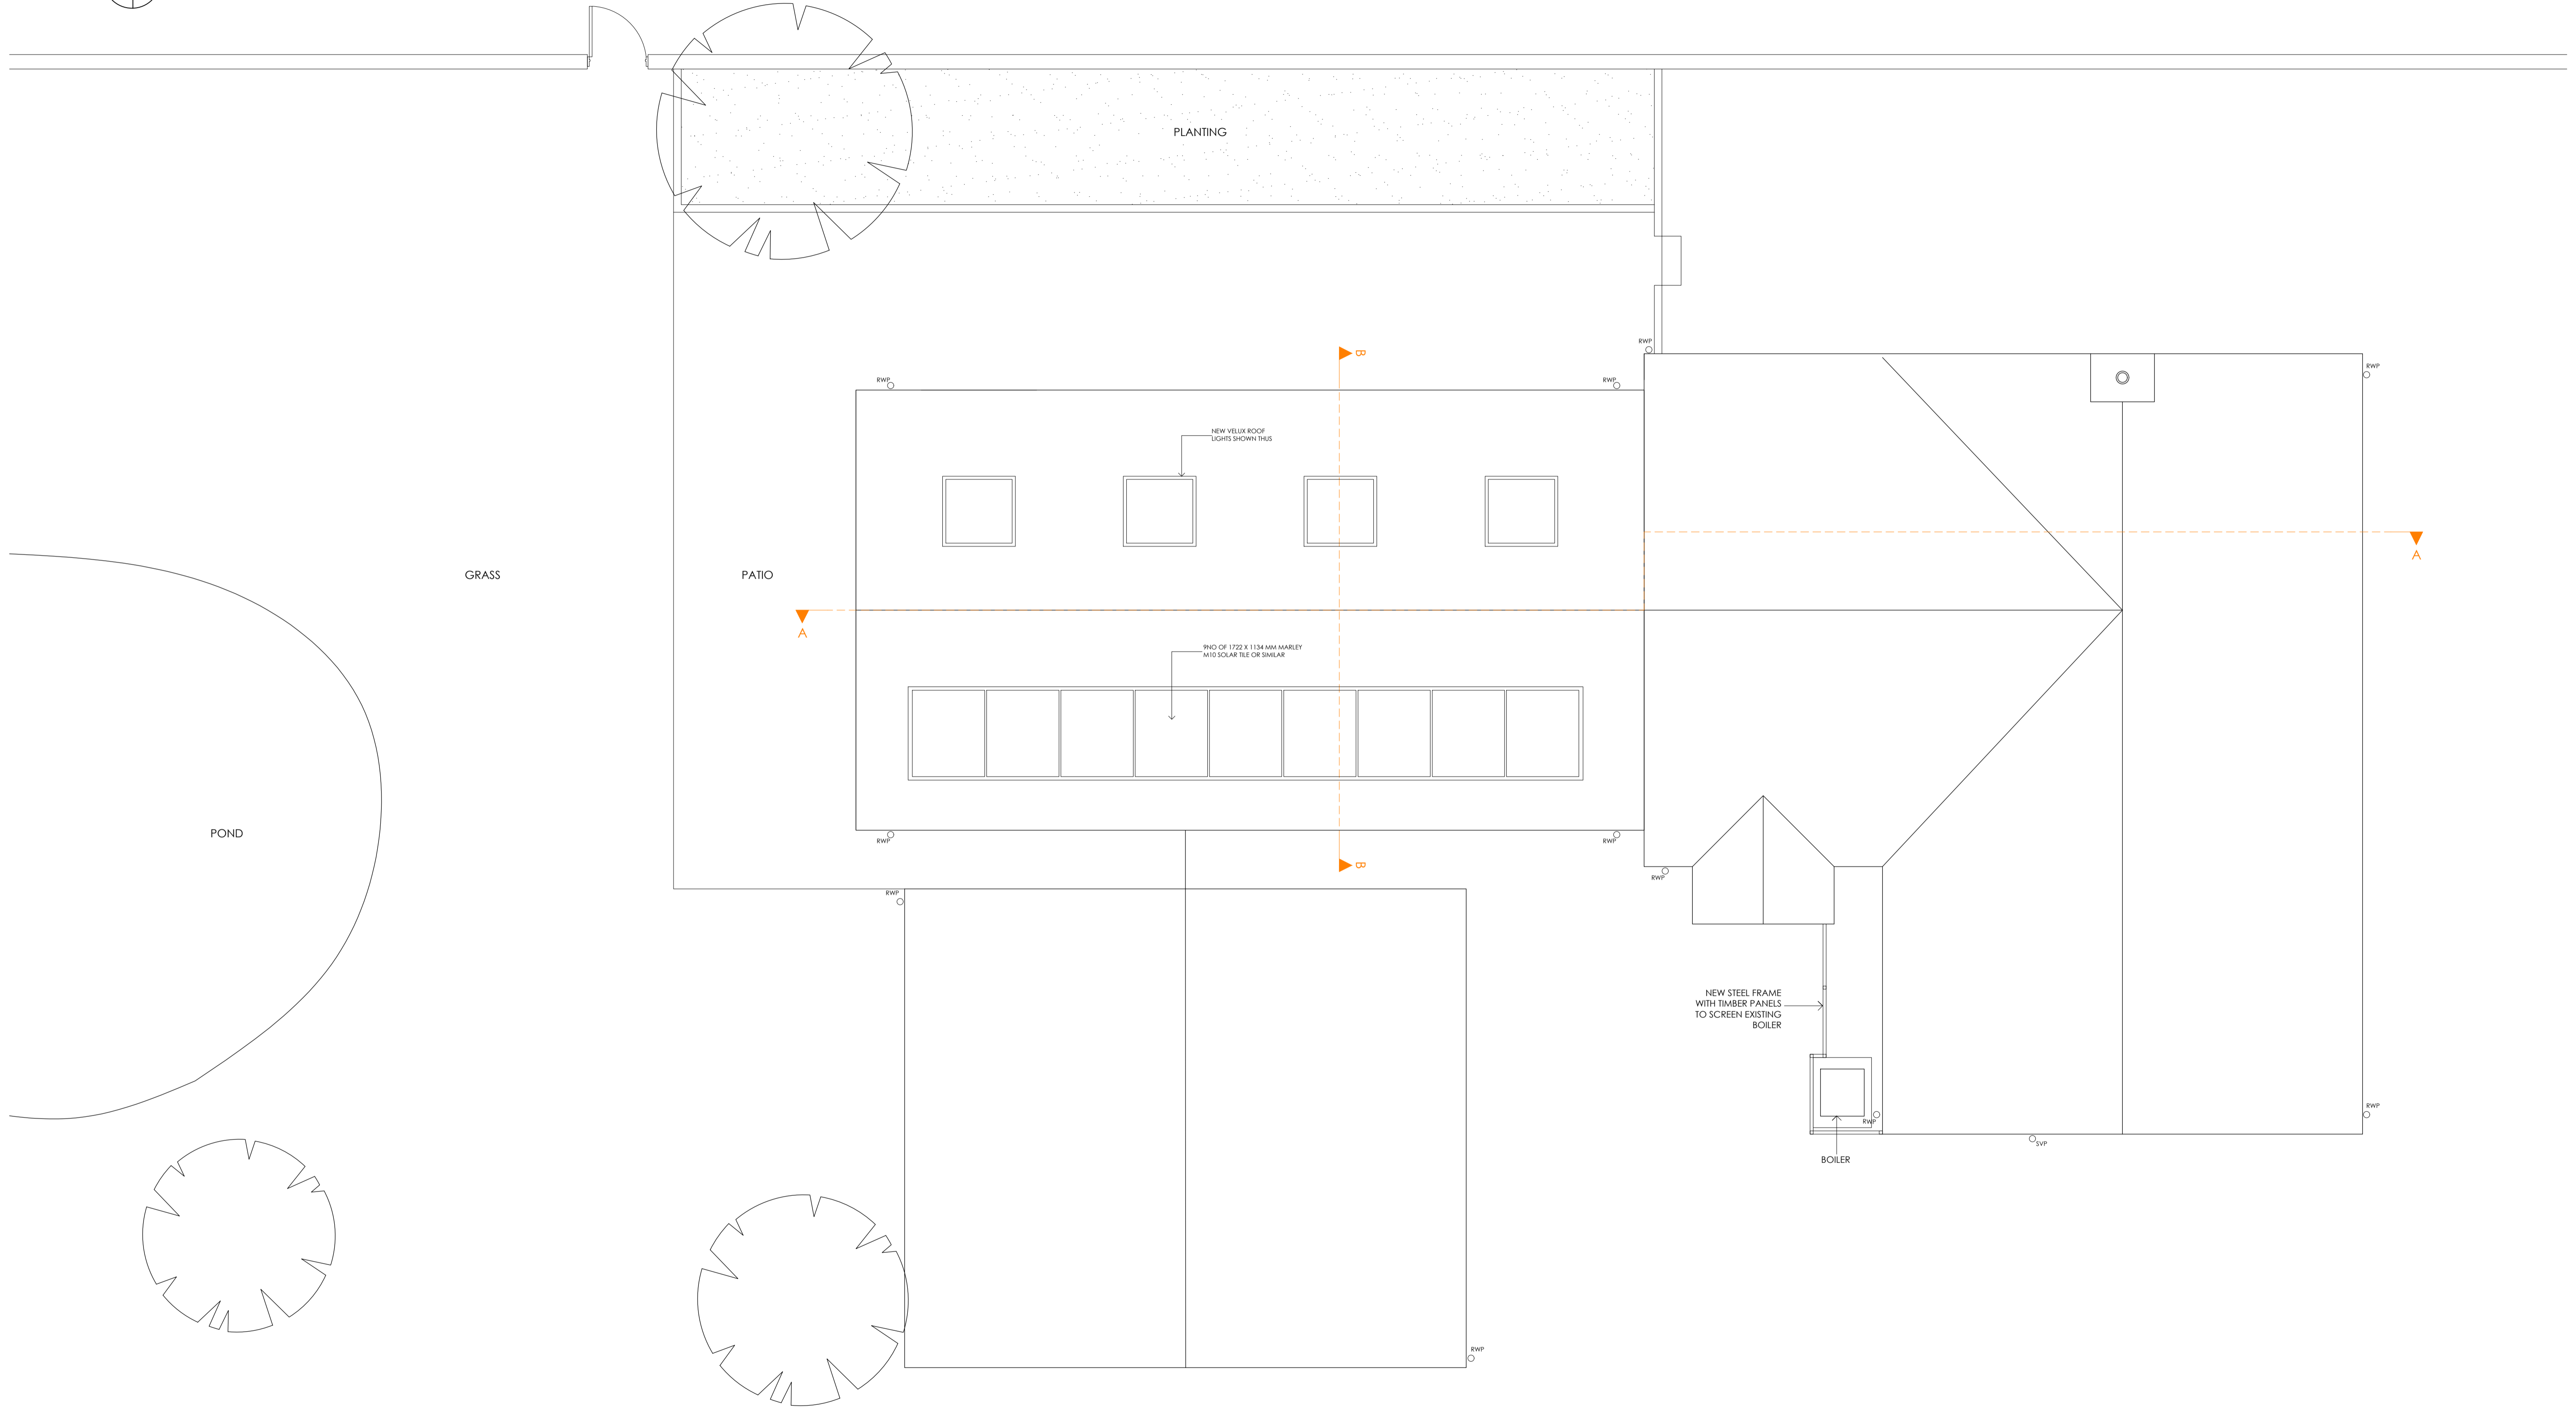 PLANTING
RWP
B
RWP
RWP
RWP
NEW VELUX ROOF
LIGHTS SHOWN THUS
A
GRASS
PATIO
A
9NO OF 1722 X 1134 MM MARLEY
M10 SOLAR TILE OR SIMILAR
POND
RWP
RWP
B
RWP
RWP
NEW STEEL FRAME
WITH TIMBER PANELS
TO SCREEN EXISTING
BOILER
RWP
RWP
SVP
BOILER
RWP